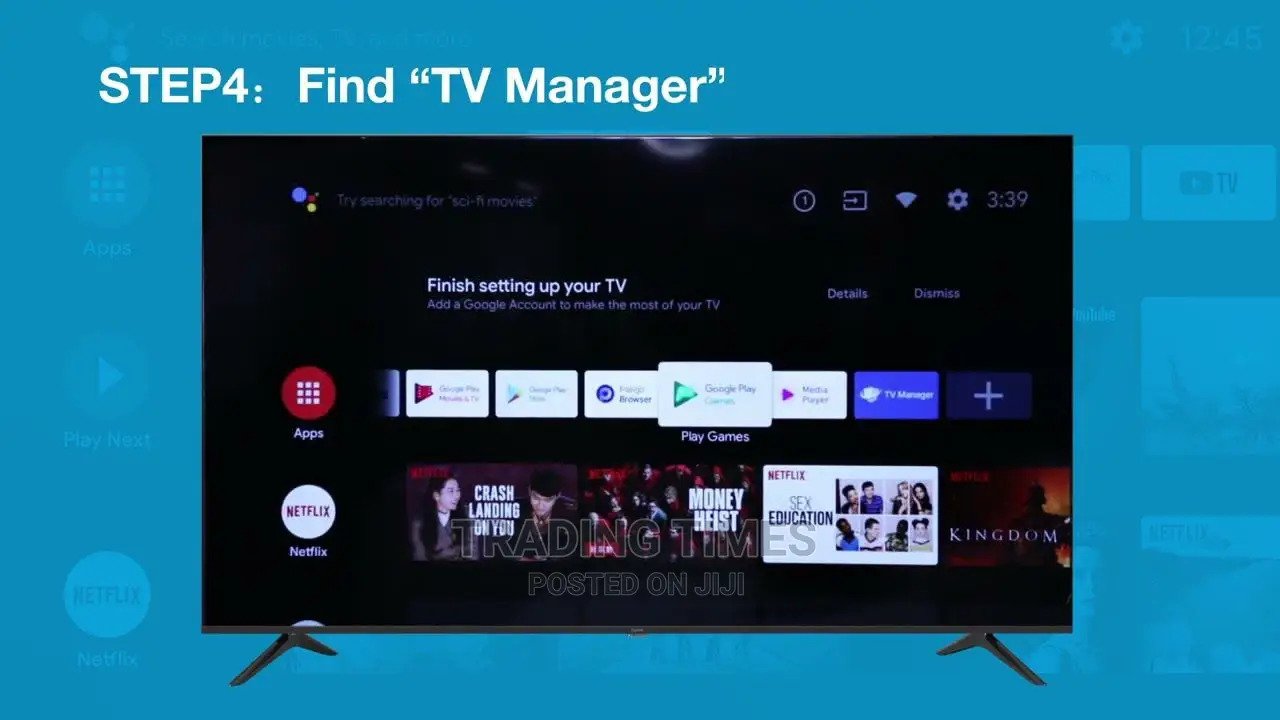 Search movies, TV, and more
12:45
STEP4：Find “TV Manager”
Try searching for "sci-fi movies"
1
3:39
TV
Apps
Finish setting up your TV
Add a Google Account to make the most of your TV
Details
Dismiss
Youtube
Google Play
Movies & TV
Google Play
Store
Browser
Google Play
Games
Media
Player
TV Manager
Apps
Play Games
Play Next
NETFLIX
CRASH
LANDING
ON YOU
NETFLIX
MONEY
HEIST
NETFLIX
SEX
EDUCATION
NETFLIX
KINGDOM
NETFLIX
Netflix
TRADING TIMES
POSTED ON JIJI
NETFLIX
NETFLIX
Netflix